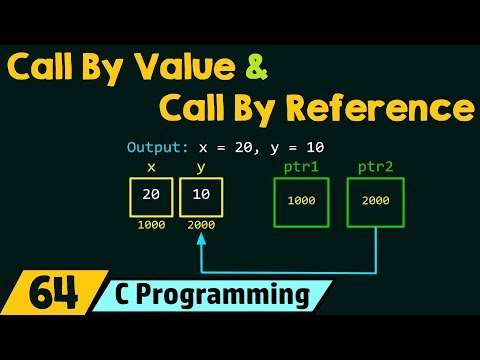 Call By Value &
Call By Reference
Output: x = 20, y = 10
x y ptr1 ptr2
20 10 1000 2000
1000 2000
64 C Programming